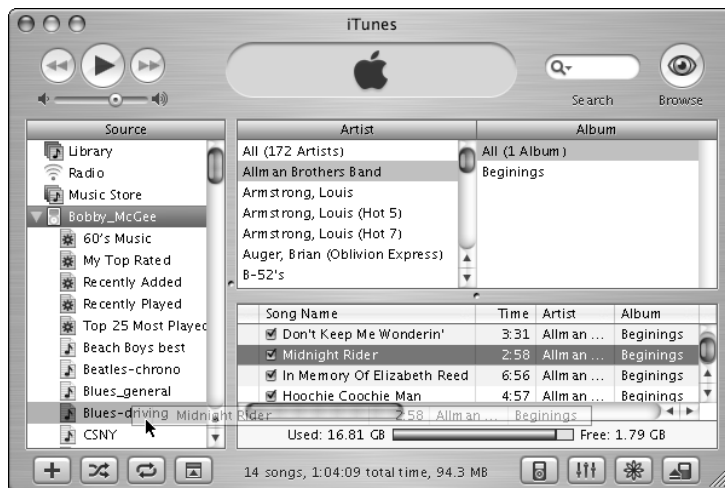 iTunes
Search
Browse
Source
Library
Radio
Music Store
Bobby_McGee
60's Music
My Top Rated
Recently Added
Recently Played
Top 25 Most Played
Beach Boys best
Beatles-chrono
Blues_general
Blues-driving
CSNY
Artist
All (172 Artists)
Allman Brothers Band
Armstrong, Louis
Armstrong, Louis (Hot 5)
Armstrong, Louis (Hot 7)
Auger, Brian (Oblivion Express)
B-52's
Album
All (1 Album)
Beginings
Song Name Time Artist Album
Don't Keep Me Wonderin' 3:31 Allman ... Beginings
Midnight Rider 2:58 Allman ... Beginings
In Memory Of Elizabeth Reed 6:56 Allman ... Beginings
Hoochie Coochie Man 4:57 Allman ... Beginings
Midnight Rider 2:58 Allman ... Beginings
Used: 16.81 GB Free: 1.79 GB
14 songs, 1:04:09 total time, 94.3 MB